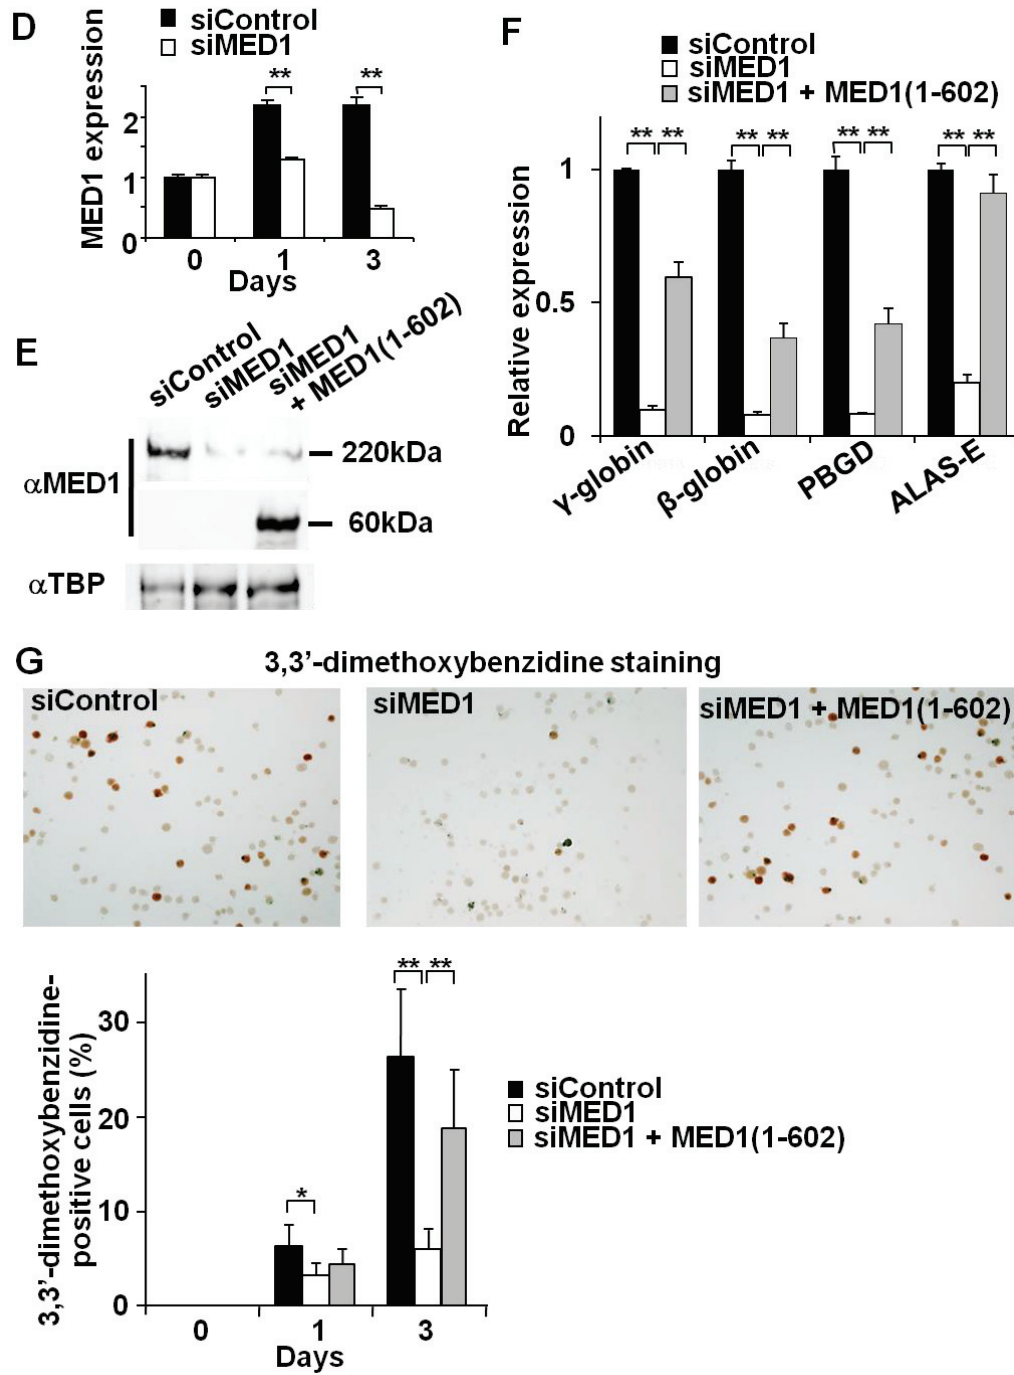 D
siControl
siMED1
MED1 expression
** **
2
1
0
0 1 3
Days
F
siControl
siMED1
siMED1 + MED1(1-602)
Relative expression
** ** ** ** ** ** ** **
1
0.5
0
γ-globin β-globin PBGD ALAS-E
E
siControl
siMED1
siMED1
+ MED1(1-602)
αMED1
220kDa
60kDa
αTBP
G
3,3'-dimethoxybenzidine staining
siControl
siMED1
siMED1 + MED1(1-602)
3,3'-dimethoxybenzidine-
positive cells (%)
** **
30
20
10
0
*
siControl
siMED1
siMED1 + MED1(1-602)
0 1 3
Days